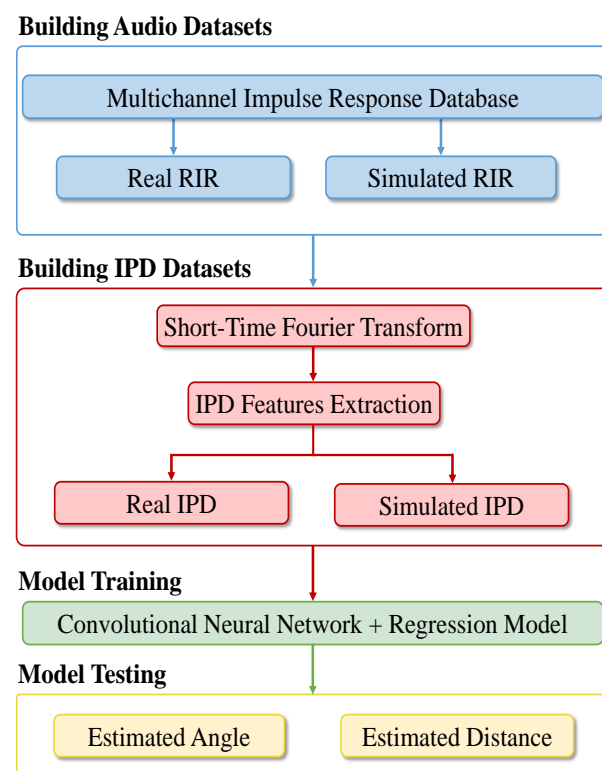 Building Audio Datasets
Multichannel Impulse Response Database
Real RIR
Simulated RIR
Building IPD Datasets
Short-Time Fourier Transform
IPD Features Extraction
Real IPD
Simulated IPD
Model Training
Convolutional Neural Network + Regression Model
Model Testing
Estimated Angle
Estimated Distance